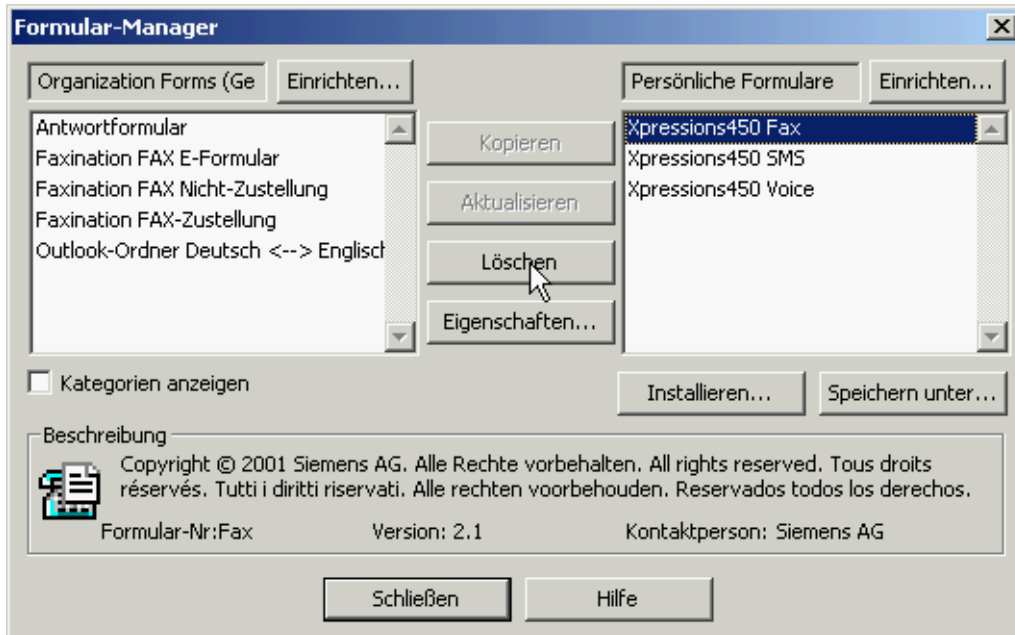 Formular-Manager
Organization Forms (Ge
Einrichten...
Persönliche Formulare
Einrichten...
Antwortformular
Faxination FAX E-Formular
Faxination FAX Nicht-Zustellung
Faxination FAX-Zustellung
Outlook-Ordner Deutsch <--> Englisch
Kopieren
Aktualisieren
Löschen
Eigenschaften...
Xpressions450 Fax
Xpressions450 SMS
Xpressions450 Voice
Kategorien anzeigen
Installieren...
Speichern unter...
Beschreibung
Copyright © 2001 Siemens AG. Alle Rechte vorbehalten. All rights reserved. Tous droits
réservés. Tutti i diritti riservati. Alle rechten voorbehouden. Reservados todos los derechos.
Formular-Nr:Fax Version: 2.1 Kontaktperson: Siemens AG
Schließen
Hilfe